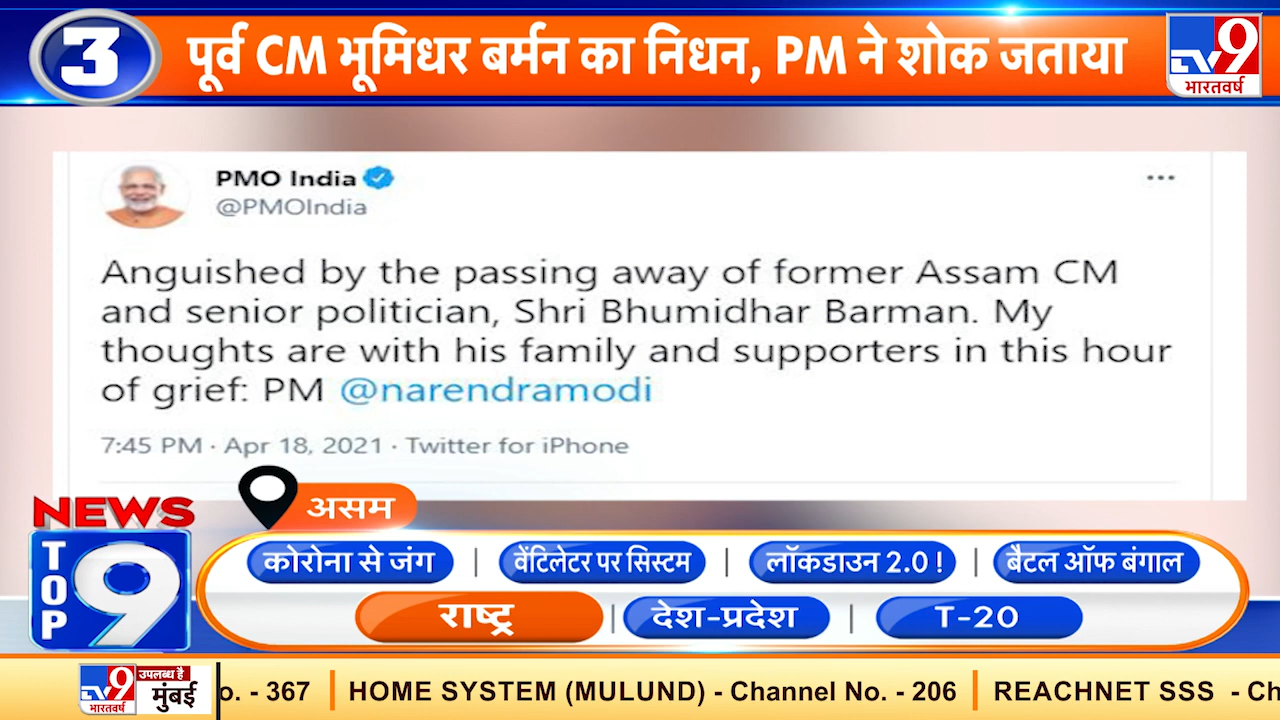 3
पूर्व CM भूमिधर बर्मन का निधन, PM ने शोक जताया
TV9
भारतवर्ष
PMO India
@PMOIndia
Anguished by the passing away of former Assam CM
and senior politician, Shri Bhumidhar Barman. My
thoughts are with his family and supporters in this hour
of grief: PM @narendramodi
7:45 PM · Apr 18, 2021 · Twitter for iPhone
असम
NEWS
TOP 9
कोरोना से जंग | वेंटिलेटर पर सिस्टम | लॉकडाउन 2.0 ! | बैटल ऑफ बंगाल
राष्ट्र | देश-प्रदेश | T-20
TV9
भारतवर्ष
उपलब्ध है
मुंबई
o. - 367 | HOME SYSTEM (MULUND) - Channel No. - 206 | REACHNET SSS - Ch